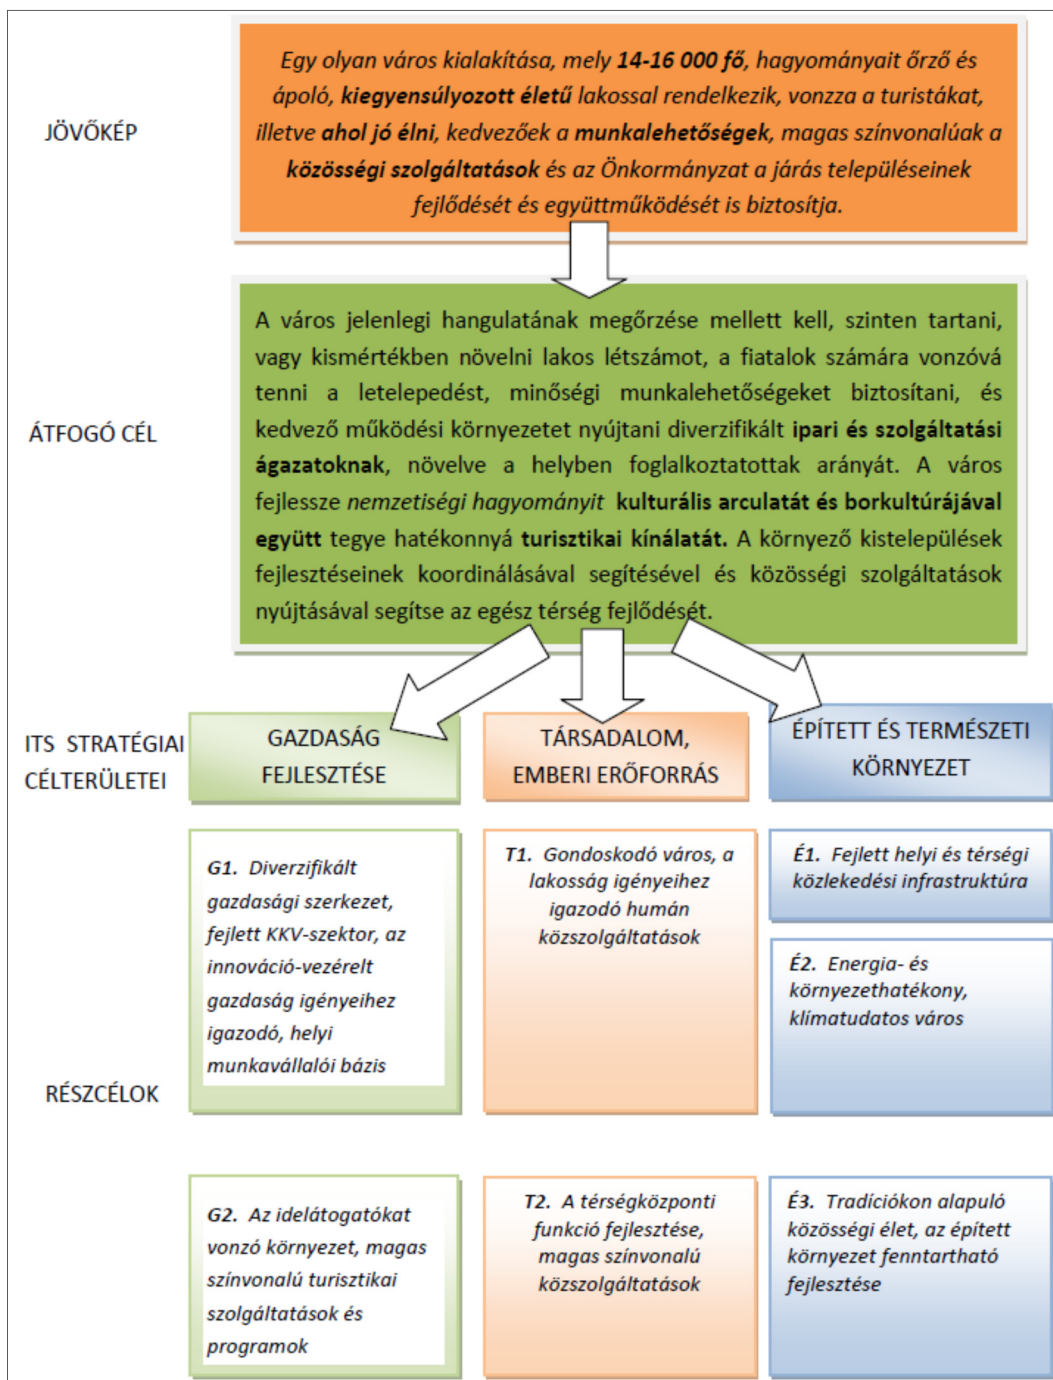 JÖVŐKÉP
Egy olyan város kialakítása, mely 14-16 000 fő, hagyományait őrző és
ápoló, kiegyensúlyozott életű lakossal rendelkezik, vonzza a turistákat,
illetve ahol jó élni, kedvezőek a munkalehetőségek, magas színvonalúak a
közösségi szolgáltatások és az Önkormányzat a járás településeinek
fejlődését és együttműködését is biztosítja.
ÁTFOGÓ CÉL
A város jelenlegi hangulatának megőrzése mellett kell, szinten tartani,
vagy kismértékben növelni lakos létszámot, a fiatalok számára vonzóvá
tenni a letelepedést, minőségi munkalehetőségeket biztosítani, és
kedvező működési környezetet nyújtani diverzifikált ipari és szolgáltatási
ágazatoknak, növelve a helyben foglalkoztatottak arányát. A város
fejlessze nemzetiségi hagyományit kulturális arculatát és borkultúrájával
együtt tegye hatékonnyá turisztikai kínálatát. A környező kistelepülések
fejlesztéseinek koordinálásával segítésével és közösségi szolgáltatások
nyújtásával segítse az egész térség fejlődését.
ITS STRATÉGIAI
CÉLTERÜLETEI
GAZDASÁG
FEJLESZTÉSE
TÁRSADALOM,
EMBERI ERŐFORRÁS
ÉPÍTETT ÉS TERMÉSZETI
KÖRNYEZET
RÉSZCÉLOK
G1. Diverzifikált
gazdasági szerkezet,
fejlett KKV-szektor, az
innováció-vezérelt
gazdaság igényeihez
igazodó, helyi
munkavállalói bázis
T1. Gondoskodó város, a
lakosság igényeihez
igazodó humán
közszolgáltatások
É1. Fejlett helyi és térségi
közlekedési infrastruktúra
É2. Energia- és
környezethatékony,
klímatudatos város
G2. Az idelátogatókat
vonzó környezet, magas
színvonalú turisztikai
szolgáltatások és
programok
T2. A térségközponti
funkció fejlesztése,
magas színvonalú
közszolgáltatások
É3. Tradíciókon alapuló
közösségi élet, az épített
környezet fenntartható
fejlesztése